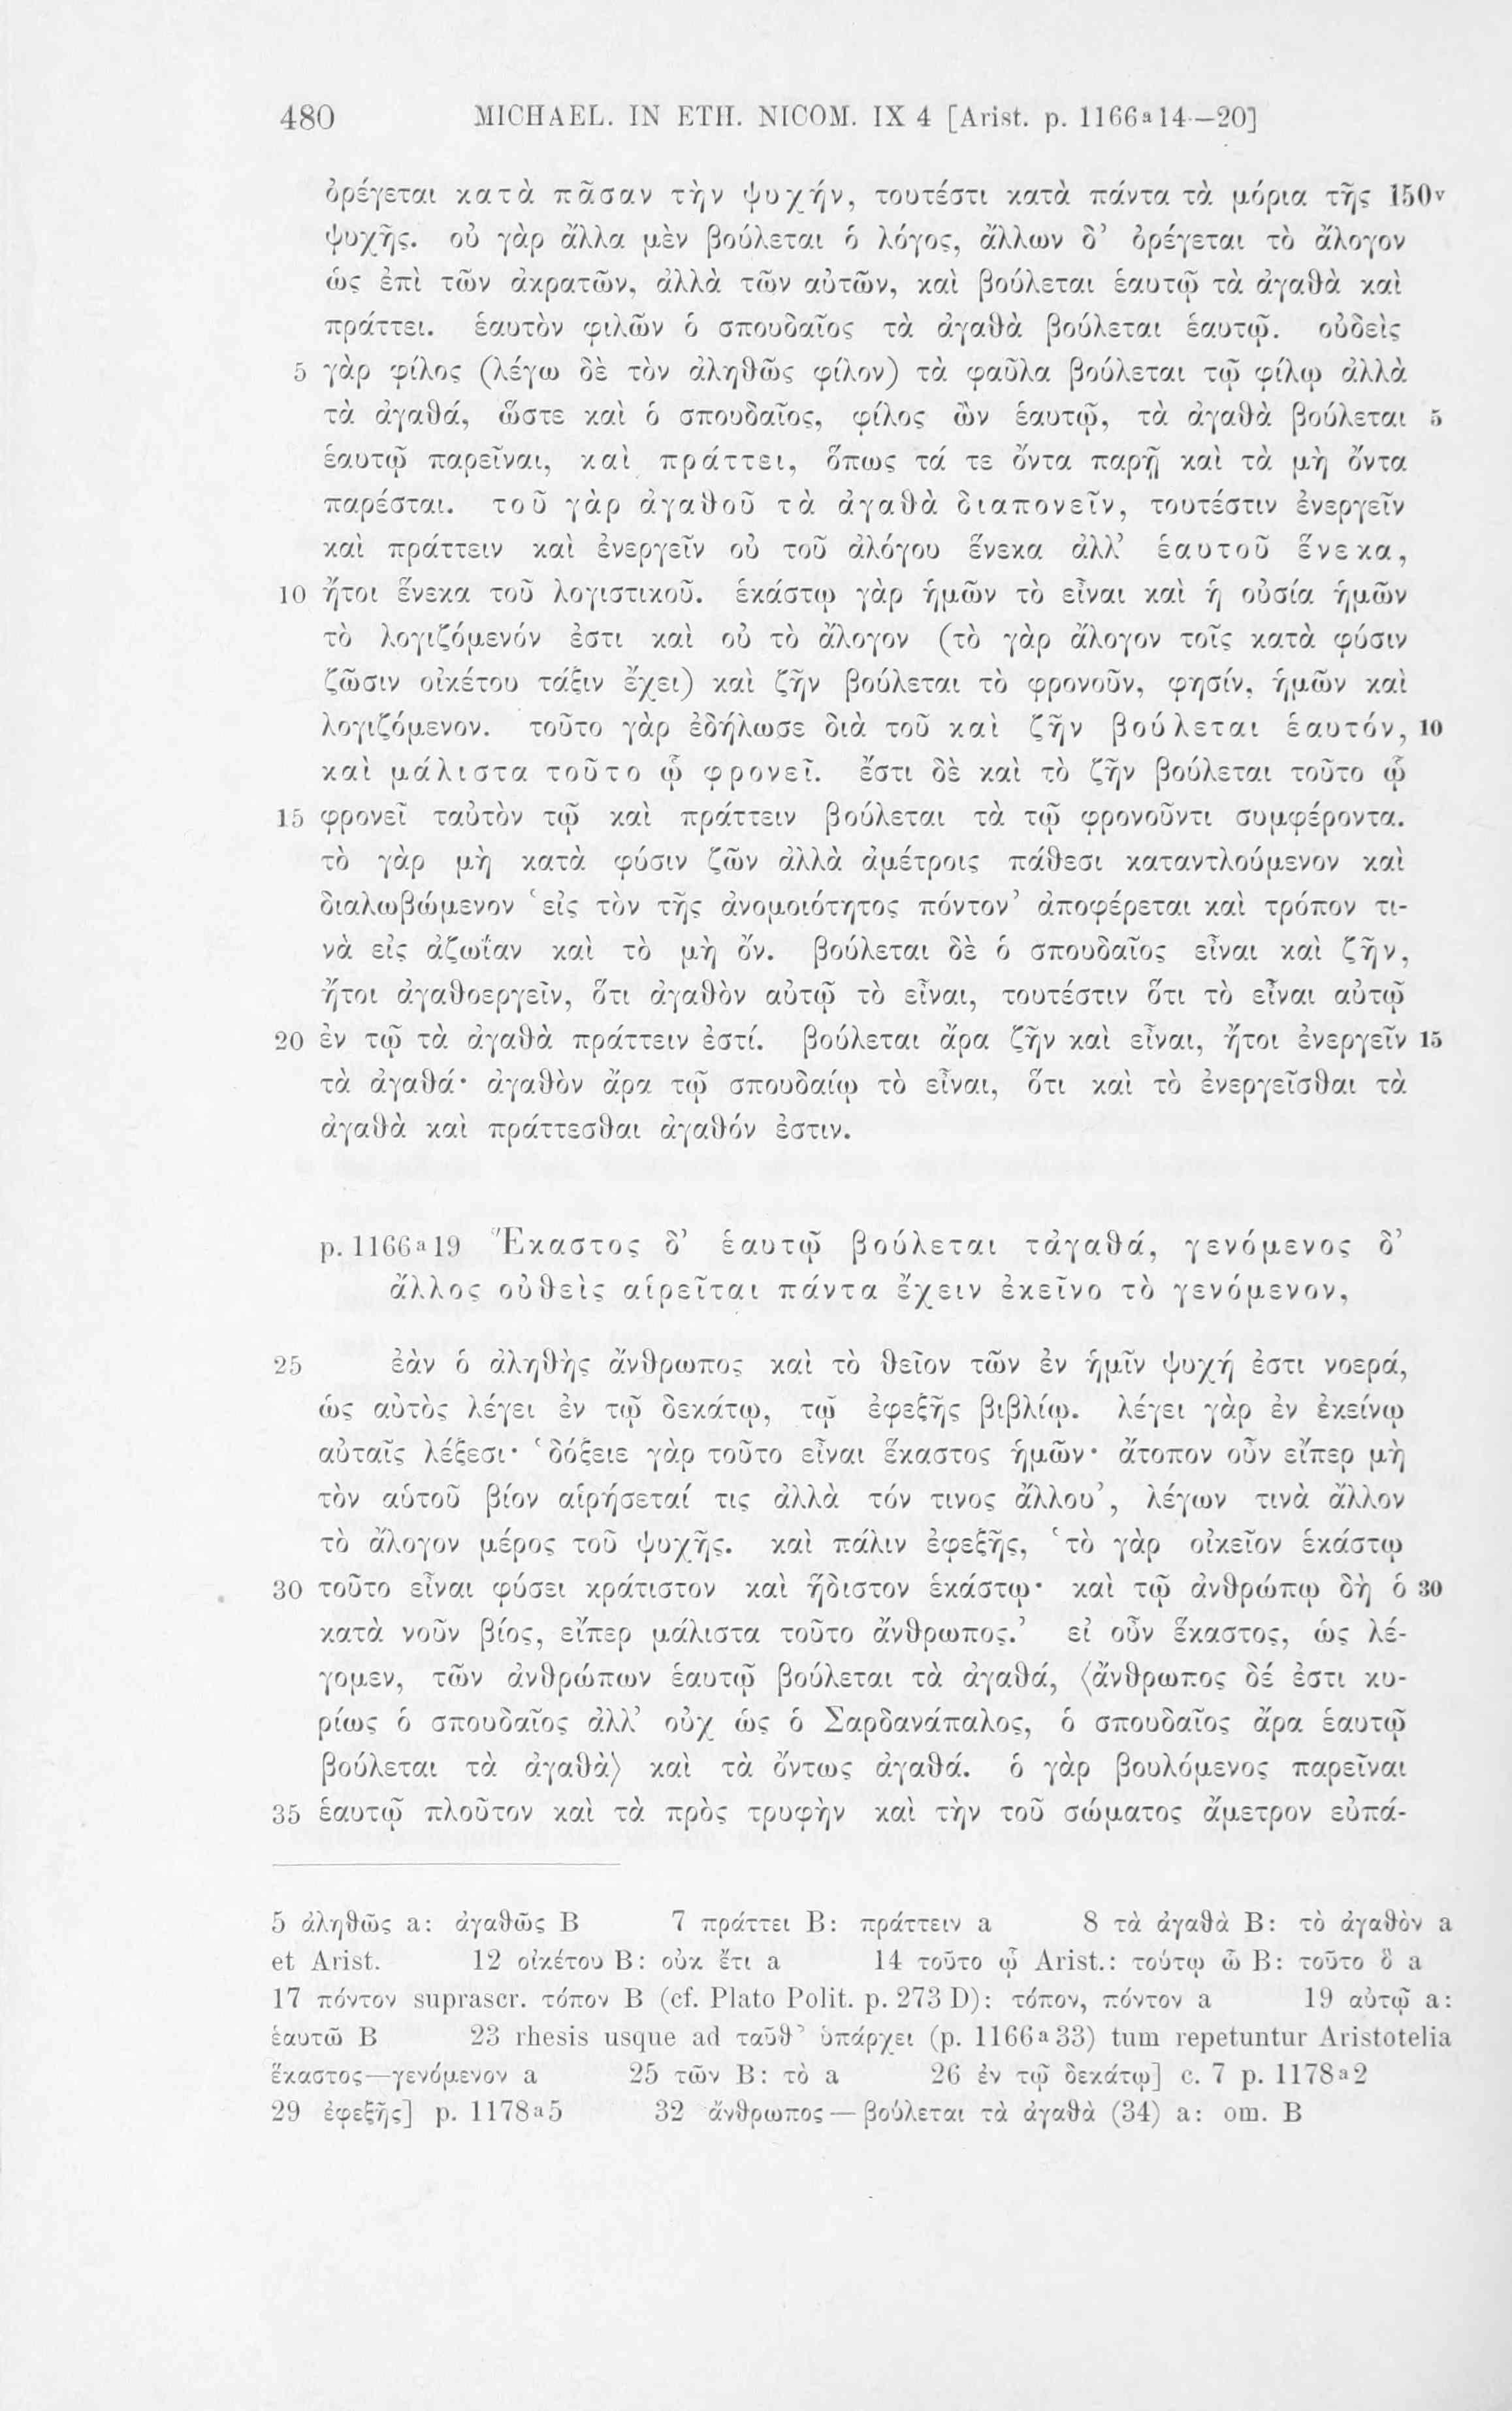 480 MICHAEL. IN ETH. NICOM. IX 4 [Arist. p. 1166ª14—20]
ὀρέγεται κατὰ πᾶσαν τὴν ψυχήν, τουτέστι κατὰ πάντα τὰ μόρια τῆς 150ᵛ
ψυχῆς. οὐ γὰρ ἄλλα μὲν βούλεται ὁ λόγος, ἄλλων δ’ ὀρέγεται τὸ ἄλογον
ὡς ἐπὶ τῶν ἀκρατῶν, ἀλλὰ τῶν αὐτῶν, καὶ βούλεται ἑαυτῷ τὰ ἀγαθὰ καὶ
πράττει. ἑαυτὸν φιλῶν ὁ σπουδαῖος τὰ ἀγαθὰ βούλεται ἑαυτῷ. οὐδεὶς
5 γὰρ φίλος (λέγω δὲ τὸν ἀληθῶς φίλον) τὰ φαῦλα βούλεται τῷ φίλῳ ἀλλὰ
τὰ ἀγαθά, ὥστε καὶ ὁ σπουδαῖος, φίλος ὢν ἑαυτῷ, τὰ ἀγαθὰ βούλεται 5
ἑαυτῷ παρεῖναι, καὶ πράττει, ὅπως τά τε ὄντα παρῇ καὶ τὰ μὴ ὄντα
παρέσται. τοῦ γὰρ ἀγαθοῦ τὰ ἀγαθὰ διαπονεῖν, τουτέστιν ἐνεργεῖν
καὶ πράττειν καὶ ἐνεργεῖν οὐ τοῦ ἀλόγου ἕνεκα ἀλλ’ ἑαυτοῦ ἕνεκα,
10 ἤτοι ἕνεκα τοῦ λογιστικοῦ. ἑκάστῳ γὰρ ἡμῶν τὸ εἶναι καὶ ἡ οὐσία ἡμῶν
τὸ λογιζόμενόν ἐστι καὶ οὐ τὸ ἄλογον (τὸ γὰρ ἄλογον τοῖς κατὰ φύσιν
ζῶσιν οἰκέτου τάξιν ἔχει) καὶ ζῆν βούλεται τὸ φρονοῦν, φησίν, ἡμῶν καὶ
λογιζόμενον. τοῦτο γὰρ ἐδήλωσε διὰ τοῦ καὶ ζῆν βούλεται ἑαυτόν, 10
καὶ μάλιστα τοῦτο ᾧ φρονεῖ. ἔστι δὲ καὶ τὸ ζῆν βούλεται τοῦτο ᾧ
15 φρονεῖ ταὐτὸν τῷ καὶ πράττειν βούλεται τὰ τῷ φρονοῦντι συμφέροντα.
τὸ γὰρ μὴ κατὰ φύσιν ζῶν ἀλλὰ ἀμέτροις πάθεσι καταντλούμενον καὶ
διαλωβώμενον ‘εἰς τὸν τῆς ἀνομοιότητος πόντον’ ἀποφέρεται καὶ τρόπον τι-
νὰ εἰς ἀζωΐαν καὶ τὸ μὴ ὄν. βούλεται δὲ ὁ σπουδαῖος εἶναι καὶ ζῆν,
ἤτοι ἀγαθοεργεῖν, ὅτι ἀγαθὸν αὐτῷ τὸ εἶναι, τουτέστιν ὅτι τὸ εἶναι αὐτῷ
20 ἐν τῷ τὰ ἀγαθὰ πράττειν ἐστί. βούλεται ἄρα ζῆν καὶ εἶναι, ἤτοι ἐνεργεῖν 15
τὰ ἀγαθά· ἀγαθὸν ἄρα τῷ σπουδαίῳ τὸ εἶναι, ὅτι καὶ τὸ ἐνεργεῖσθαι τὰ
ἀγαθὰ καὶ πράττεσθαι ἀγαθόν ἐστιν.
p. 1166ª19 Ἕκαστος δ’ ἑαυτῷ βούλεται τἀγαθά, γενόμενος δ’
ἄλλος οὐθεὶς αἱρεῖται πάντα ἔχειν ἐκεῖνο τὸ γενόμενον,
25 ἐὰν ὁ ἀληθὴς ἄνθρωπος καὶ τὸ θεῖον τῶν ἐν ἡμῖν ψυχή ἐστι νοερά,
ὡς αὐτὸς λέγει ἐν τῷ δεκάτῳ, τῷ ἐφεξῆς βιβλίῳ. λέγει γὰρ ἐν ἐκείνῳ
αὐταῖς λέξεσι· ‘δόξειε γὰρ τοῦτο εἶναι ἕκαστος ἡμῶν· ἄτοπον οὖν εἴπερ μὴ
τὸν αὑτοῦ βίον αἱρήσεταί τις ἀλλὰ τόν τινος ἄλλου’, λέγων τινὰ ἄλλον
τὸ ἄλογον μέρος τοῦ ψυχῆς. καὶ πάλιν ἐφεξῆς, ‘τὸ γὰρ οἰκεῖον ἑκάστῳ
30 τοῦτο εἶναι φύσει κράτιστον καὶ ἥδιστον ἑκάστῳ· καὶ τῷ ἀνθρώπῳ δὴ ὁ 30
κατὰ νοῦν βίος, εἴπερ μάλιστα τοῦτο ἄνθρωπος.’ εἰ οὖν ἕκαστος, ὡς λέ-
γομεν, τῶν ἀνθρώπων ἑαυτῷ βούλεται τὰ ἀγαθά, ⟨ἄνθρωπος δέ ἐστι κυ-
ρίως ὁ σπουδαῖος ἀλλ’ οὐχ ὡς ὁ Σαρδανάπαλος, ὁ σπουδαῖος ἄρα ἑαυτῷ
βούλεται τὰ ἀγαθὰ⟩ καὶ τὰ ὄντως ἀγαθά. ὁ γὰρ βουλόμενος παρεῖναι
35 ἑαυτῷ πλοῦτον καὶ τὰ πρὸς τρυφὴν καὶ τὴν τοῦ σώματος ἄμετρον εὐπά-
5 ἀληθῶς a: ἀγαθῶς B 7 πράττει B: πράττειν a 8 τὰ ἀγαθὰ B: τὸ ἀγαθὸν a
et Arist. 12 οἰκέτου B: οὐκ ἔτι a 14 τοῦτο ᾧ Arist.: τούτῳ ὦ B: τοῦτο ὃ a
17 πόντον suprascr. τόπον B (cf. Plato Polit. p. 273 D): τόπον, πόντον a 19 αὐτῷ a:
ἑαυτῶ B 23 rhesis usque ad ταῦθ’ ὑπάρχει (p. 1166ª33) tum repetuntur Aristotelia
ἕκαστος—γενόμενον a 25 τῶν B: τὸ a 26 ἐν τῷ δεκάτῳ] c. 7 p. 1178ª2
29 ἐφεξῆς] p. 1178ª5 32 ἄνθρωπος—βούλεται τὰ ἀγαθὰ (34) a: om. B